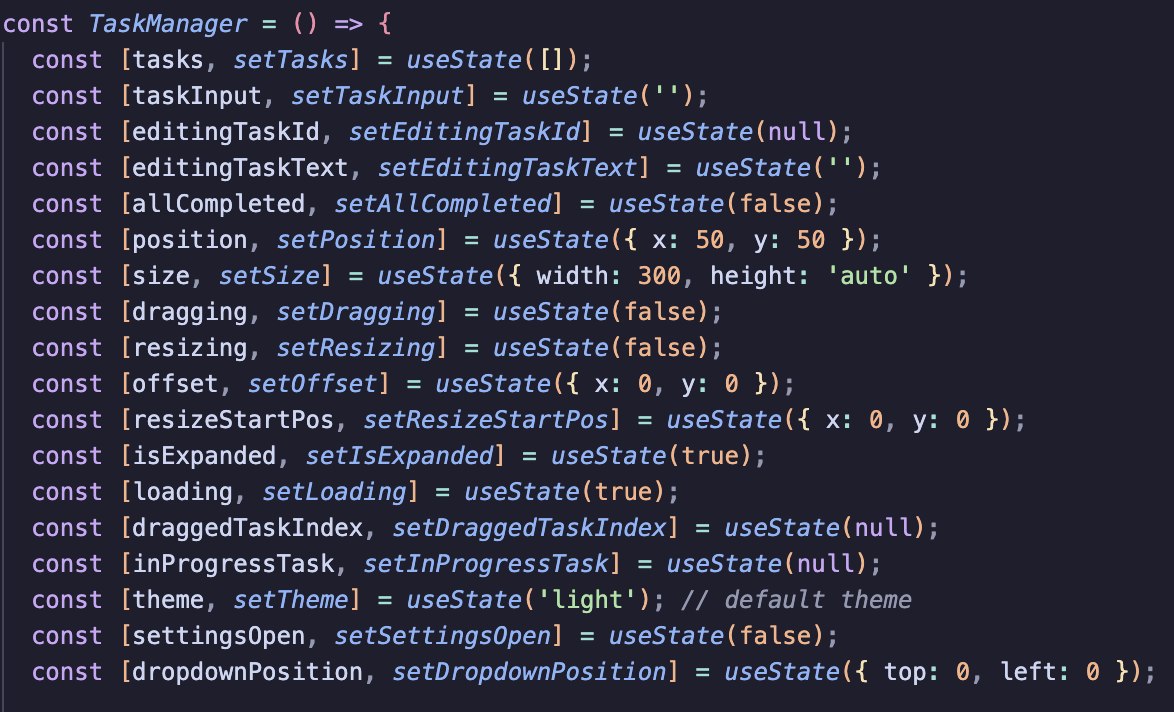 const TaskManager = () => {
  const [tasks, setTasks] = useState([]);
  const [taskInput, setTaskInput] = useState('');
  const [editingTaskId, setEditingTaskId] = useState(null);
  const [editingTaskText, setEditingTaskText] = useState('');
  const [allCompleted, setAllCompleted] = useState(false);
  const [position, setPosition] = useState({ x: 50, y: 50 });
  const [size, setSize] = useState({ width: 300, height: 'auto' });
  const [dragging, setDragging] = useState(false);
  const [resizing, setResizing] = useState(false);
  const [offset, setOffset] = useState({ x: 0, y: 0 });
  const [resizeStartPos, setResizeStartPos] = useState({ x: 0, y: 0 });
  const [isExpanded, setIsExpanded] = useState(true);
  const [loading, setLoading] = useState(true);
  const [draggedTaskIndex, setDraggedTaskIndex] = useState(null);
  const [inProgressTask, setInProgressTask] = useState(null);
  const [theme, setTheme] = useState('light'); // default theme
  const [settingsOpen, setSettingsOpen] = useState(false);
  const [dropdownPosition, setDropdownPosition] = useState({ top: 0, left: 0 });